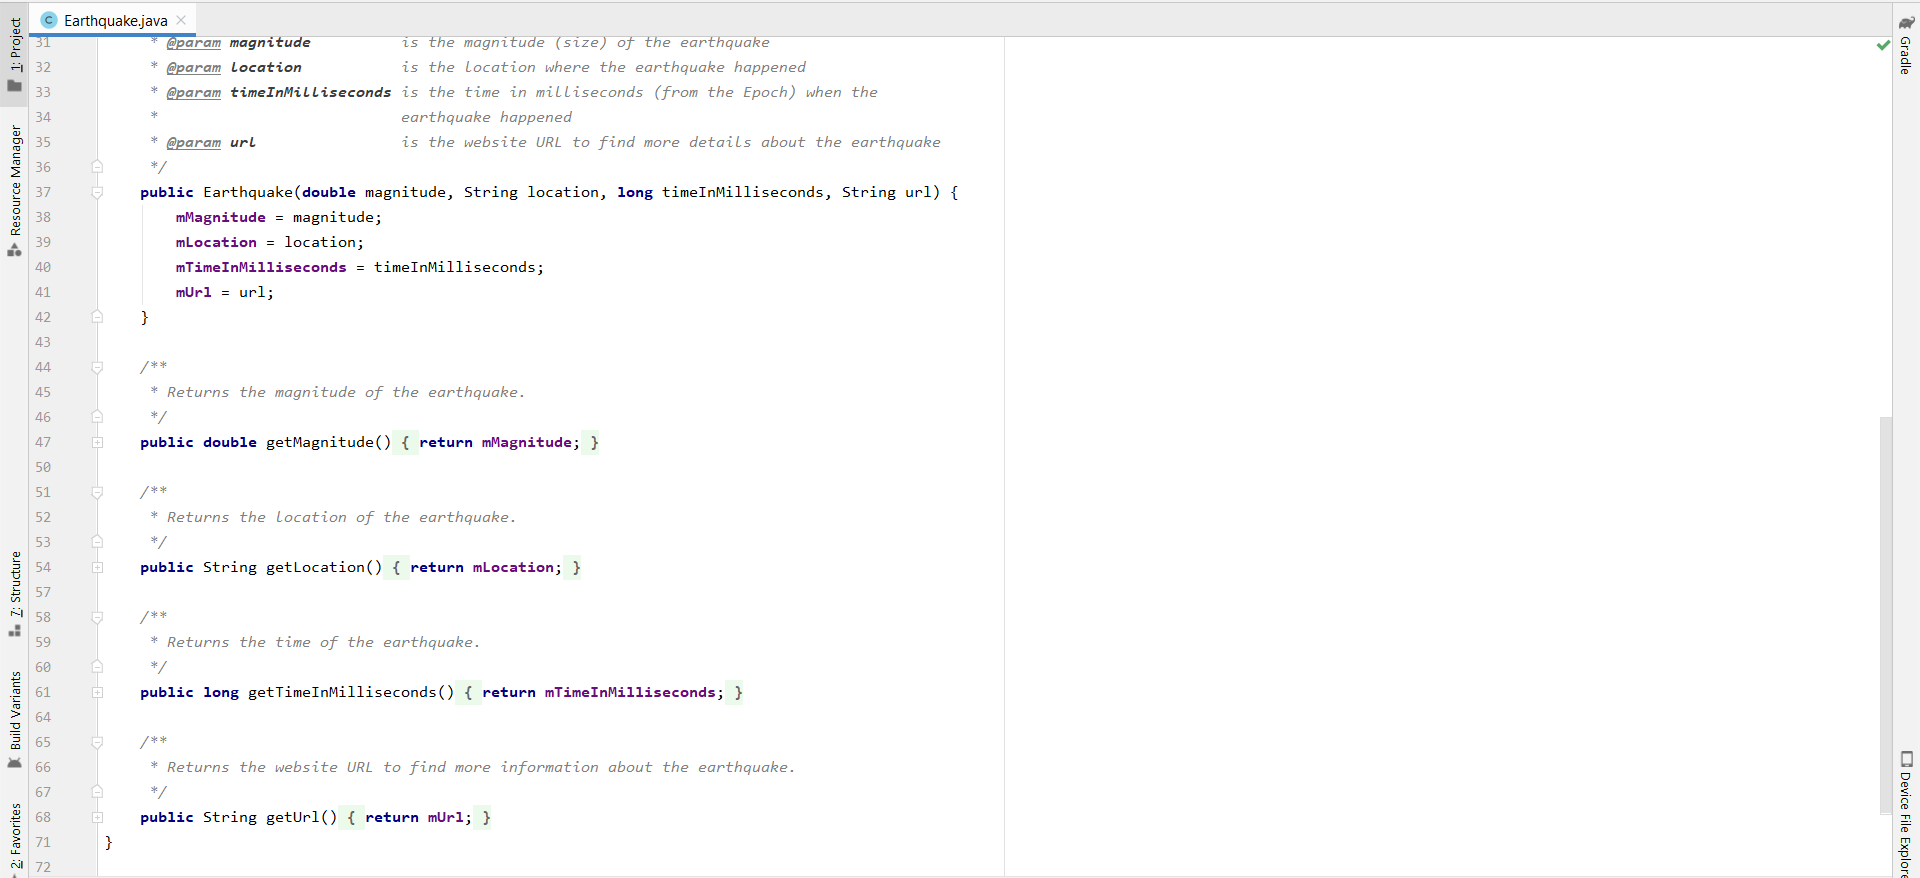 Earthquake.java
1: Project
Resource Manager
7: Structure
Build Variants
2: Favorites
31 * @param magnitude is the magnitude (size) of the earthquake
32 * @param location is the location where the earthquake happened
33 * @param timeInMilliseconds is the time in milliseconds (from the Epoch) when the
34 * earthquake happened
35 * @param url is the website URL to find more details about the earthquake
36 */
37 public Earthquake(double magnitude, String location, long timeInMilliseconds, String url) {
38 mMagnitude = magnitude;
39 mLocation = location;
40 mTimeInMilliseconds = timeInMilliseconds;
41 mUrl = url;
42 }
43
44 /**
45 * Returns the magnitude of the earthquake.
46 */
47 public double getMagnitude() { return mMagnitude; }
50
51 /**
52 * Returns the location of the earthquake.
53 */
54 public String getLocation() { return mLocation; }
57
58 /**
59 * Returns the time of the earthquake.
60 */
61 public long getTimeInMilliseconds() { return mTimeInMilliseconds; }
64
65 /**
66 * Returns the website URL to find more information about the earthquake.
67 */
68 public String getUrl() { return mUrl; }
71 }
72
Gradle
Device File Explore